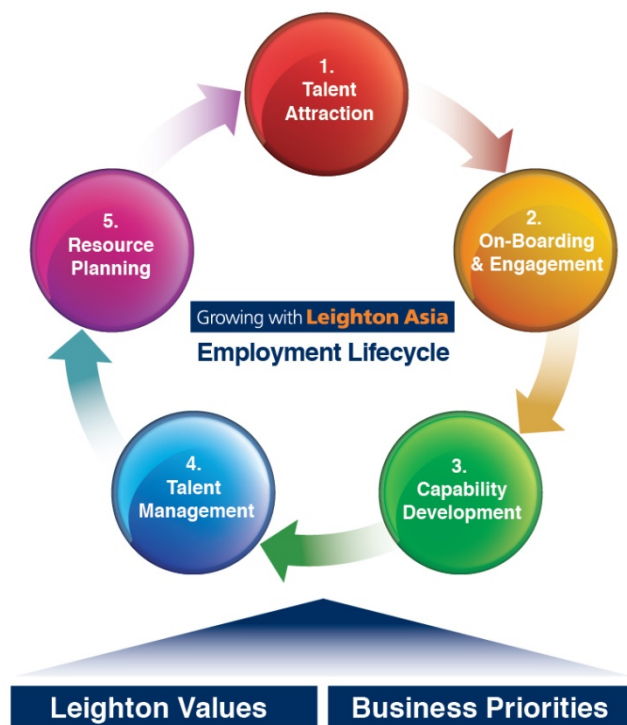 1.
Talent
Attraction
2.
On-Boarding
& Engagement
3.
Capability
Development
4.
Talent
Management
5.
Resource
Planning
Growing with Leighton Asia
Employment Lifecycle
Leighton Values
Business Priorities